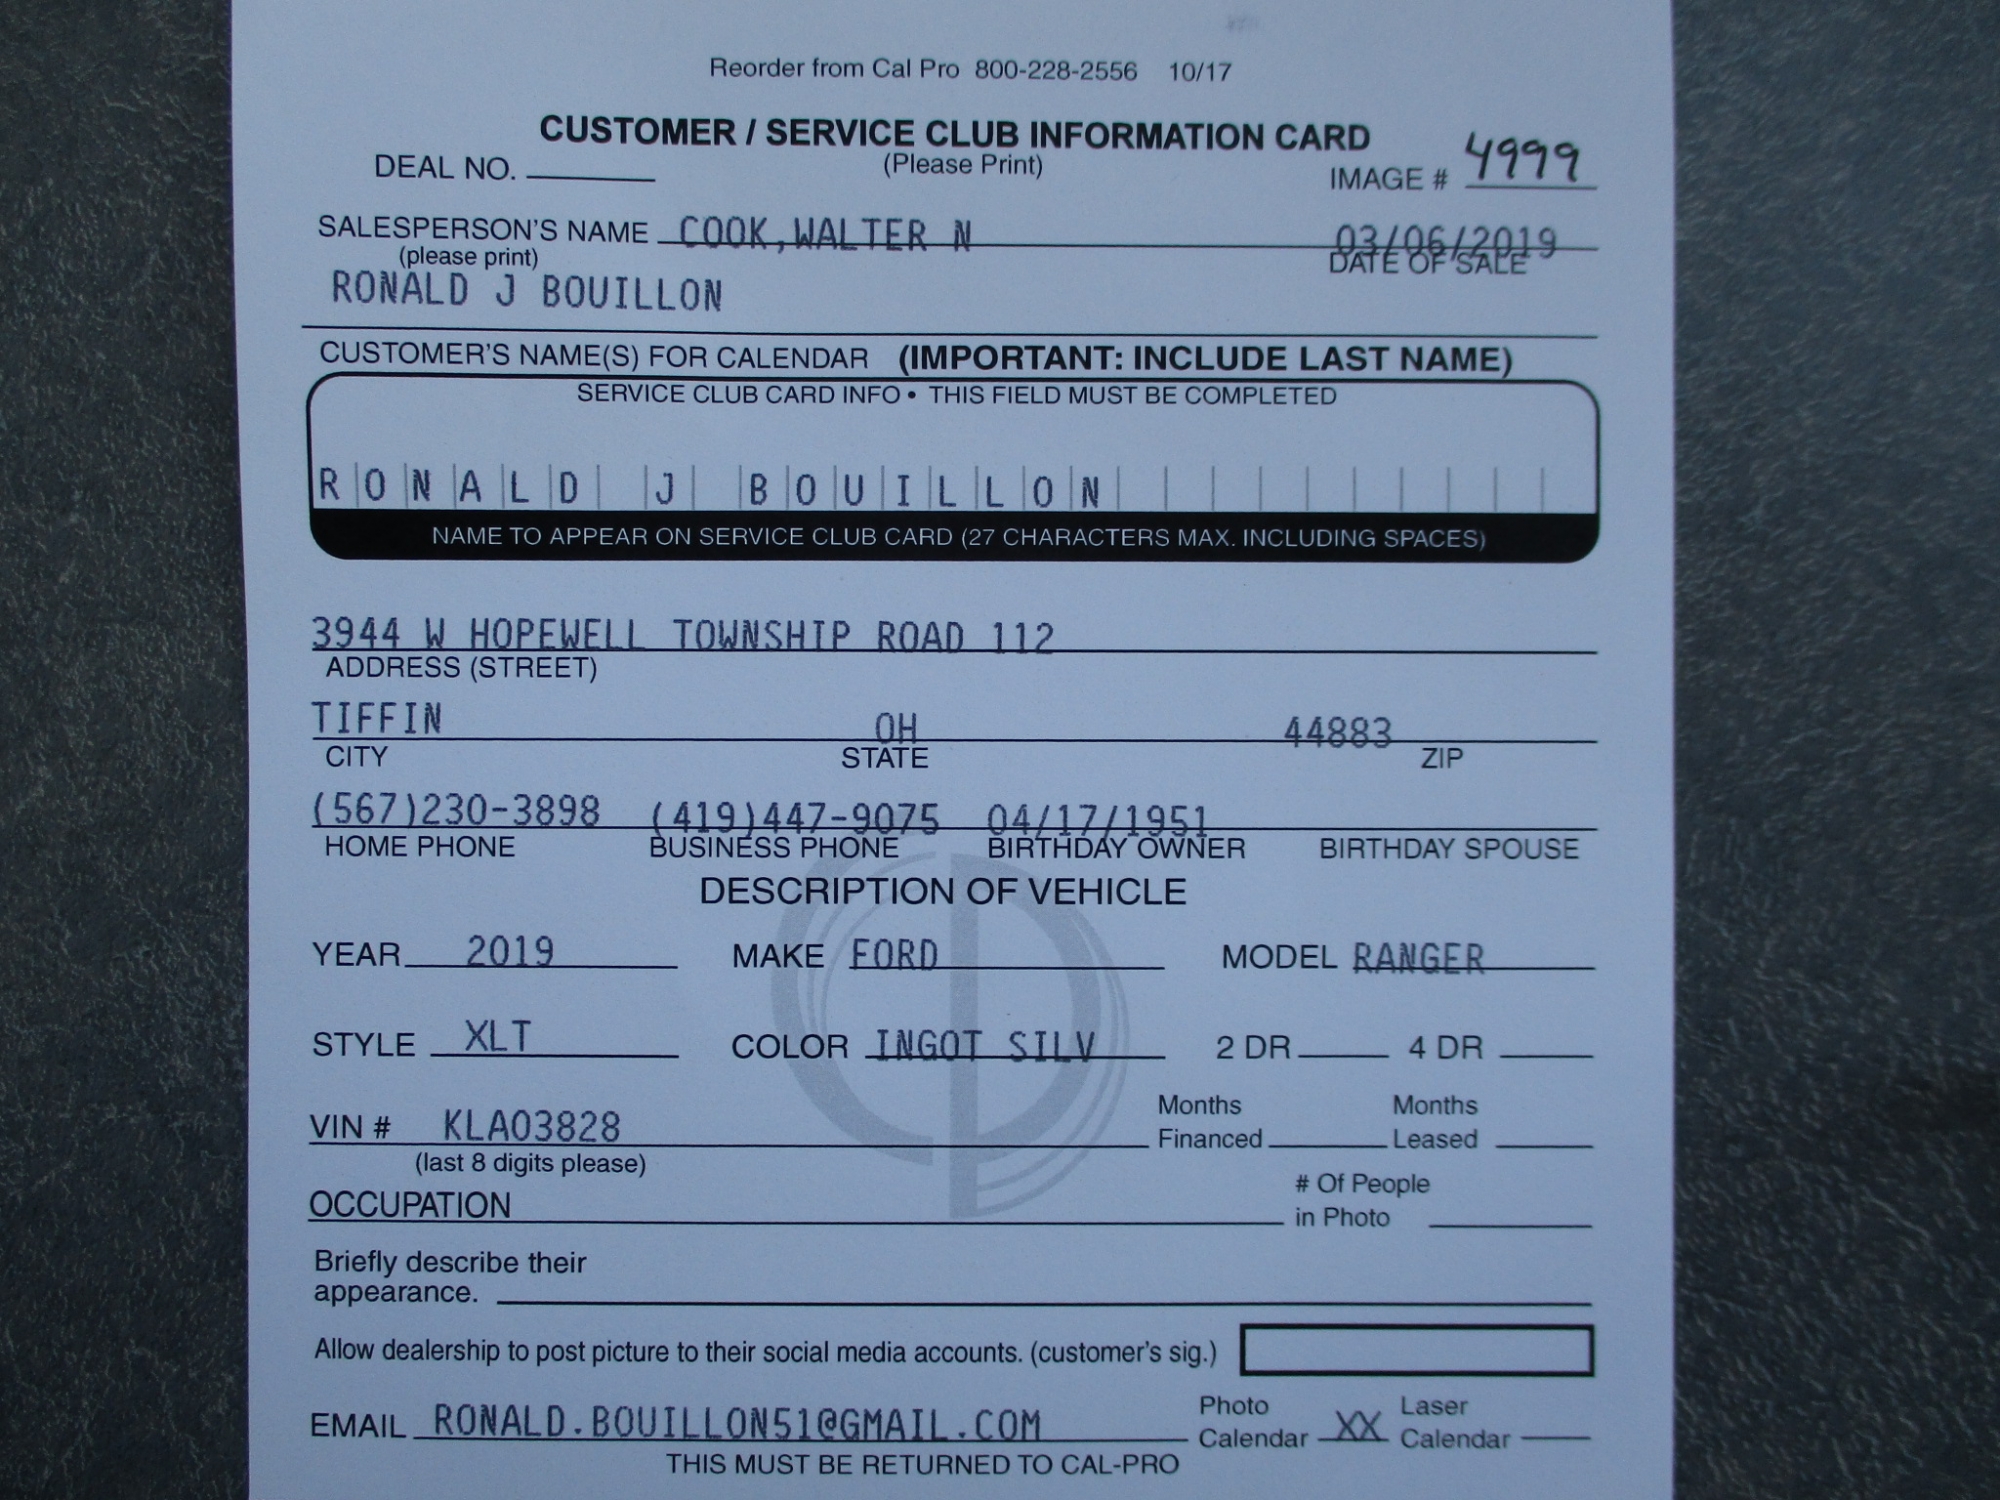 Reorder from Cal Pro 800-228-2556 10/17
CUSTOMER / SERVICE CLUB INFORMATION CARD
DEAL NO. (Please Print) IMAGE # 4999
SALESPERSON'S NAME COOK,WALTER N 03/06/2019
(please print) DATE OF SALE
RONALD J BOUILLON
CUSTOMER'S NAME(S) FOR CALENDAR (IMPORTANT: INCLUDE LAST NAME)
SERVICE CLUB CARD INFO • THIS FIELD MUST BE COMPLETED
RONALD J BOUILLON
NAME TO APPEAR ON SERVICE CLUB CARD (27 CHARACTERS MAX. INCLUDING SPACES)
3944 W HOPEWELL TOWNSHIP ROAD 112
ADDRESS (STREET)
TIFFIN OH 44883
CITY STATE ZIP
(567)230-3898 (419)447-9075 04/17/1951
HOME PHONE BUSINESS PHONE BIRTHDAY OWNER BIRTHDAY SPOUSE
DESCRIPTION OF VEHICLE
YEAR 2019 MAKE FORD MODEL RANGER
STYLE XLT COLOR INGOT SILV 2 DR 4 DR
VIN # KLA03828 Months Financed Months Leased
(last 8 digits please)
OCCUPATION # Of People in Photo
Briefly describe their
appearance.
Allow dealership to post picture to their social media accounts. (customer's sig.)
EMAIL RONALD.BOUILLON51@GMAIL.COM Photo Calendar XX Laser Calendar
THIS MUST BE RETURNED TO CAL-PRO